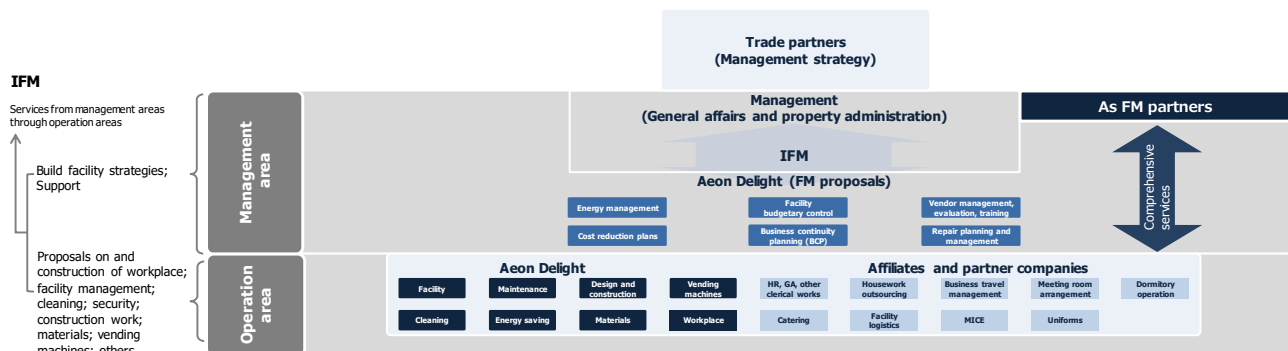 Trade partners
(Management strategy)
IFM
Services from management areas
through operation areas
Build facility strategies;
Support
Proposals on and
construction of workplace;
facility management;
cleaning; security;
construction work;
materials; vending
machines; others
Management
area
Operation
area
Management
(General affairs and property administration)
IFM
Aeon Delight (FM proposals)
Energy management
Facility
budgetary control
Vendor management,
evaluation, training
Cost reduction plans
Business continuity
planning (BCP)
Repair planning and
management
As FM partners
Comprehensive
services
Aeon Delight
Affiliates and partner companies
Facility
Maintenance
Design and
construction
Vending
machines
HR, GA, other
clerical works
Housework
outsourcing
Business travel
management
Meeting room
arrangement
Dormitory
operation
Cleaning
Energy saving
Materials
Workplace
Catering
Facility
logistics
MICE
Uniforms